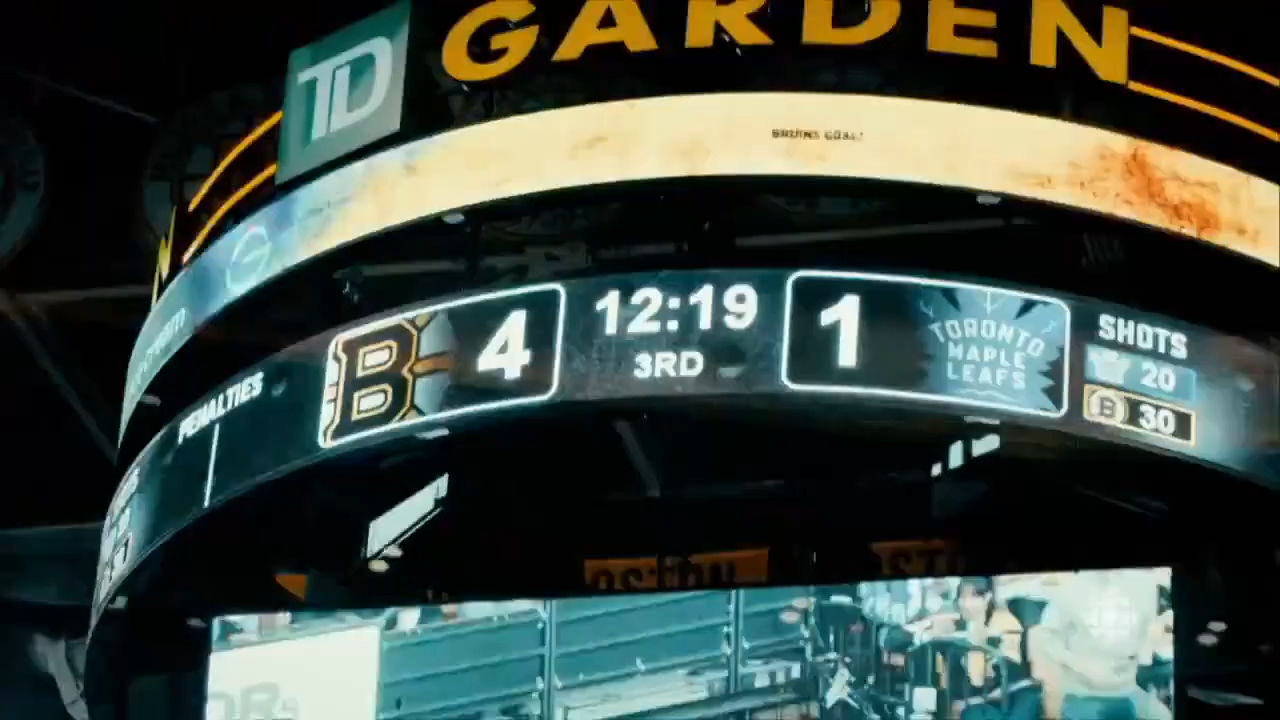 TD GARDEN
BRUINS GOAL!
PENALTIES
B 4
12:19
3RD
1
TORONTO
MAPLE
LEAFS
SHOTS
20
B 30